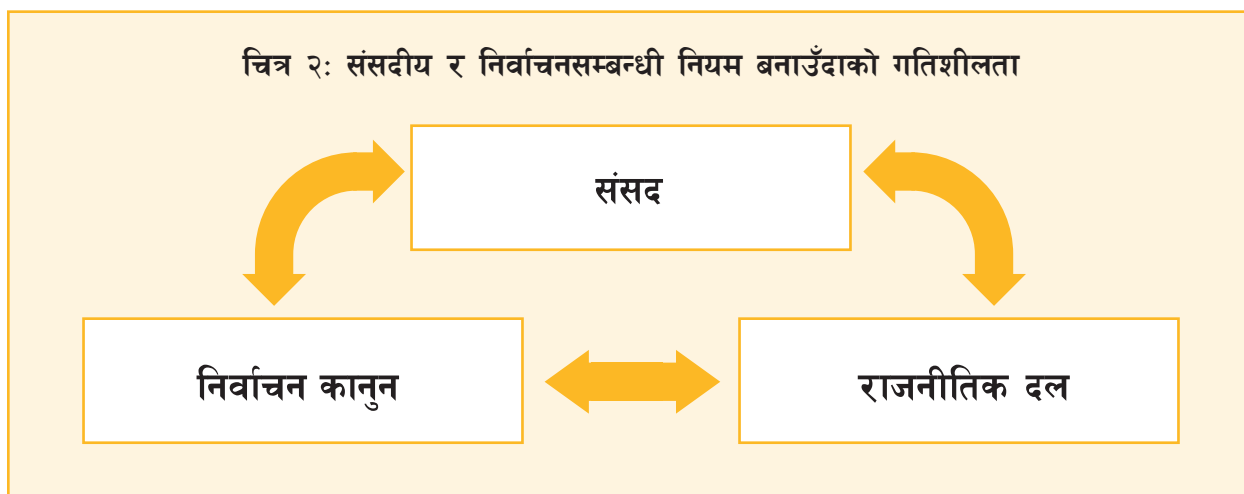 चित्र २: संसदीय र निर्वाचनसम्बन्धी नियम बनाउँदाको गतिशीलता
संसद
निर्वाचन कानुन
राजनीतिक दल